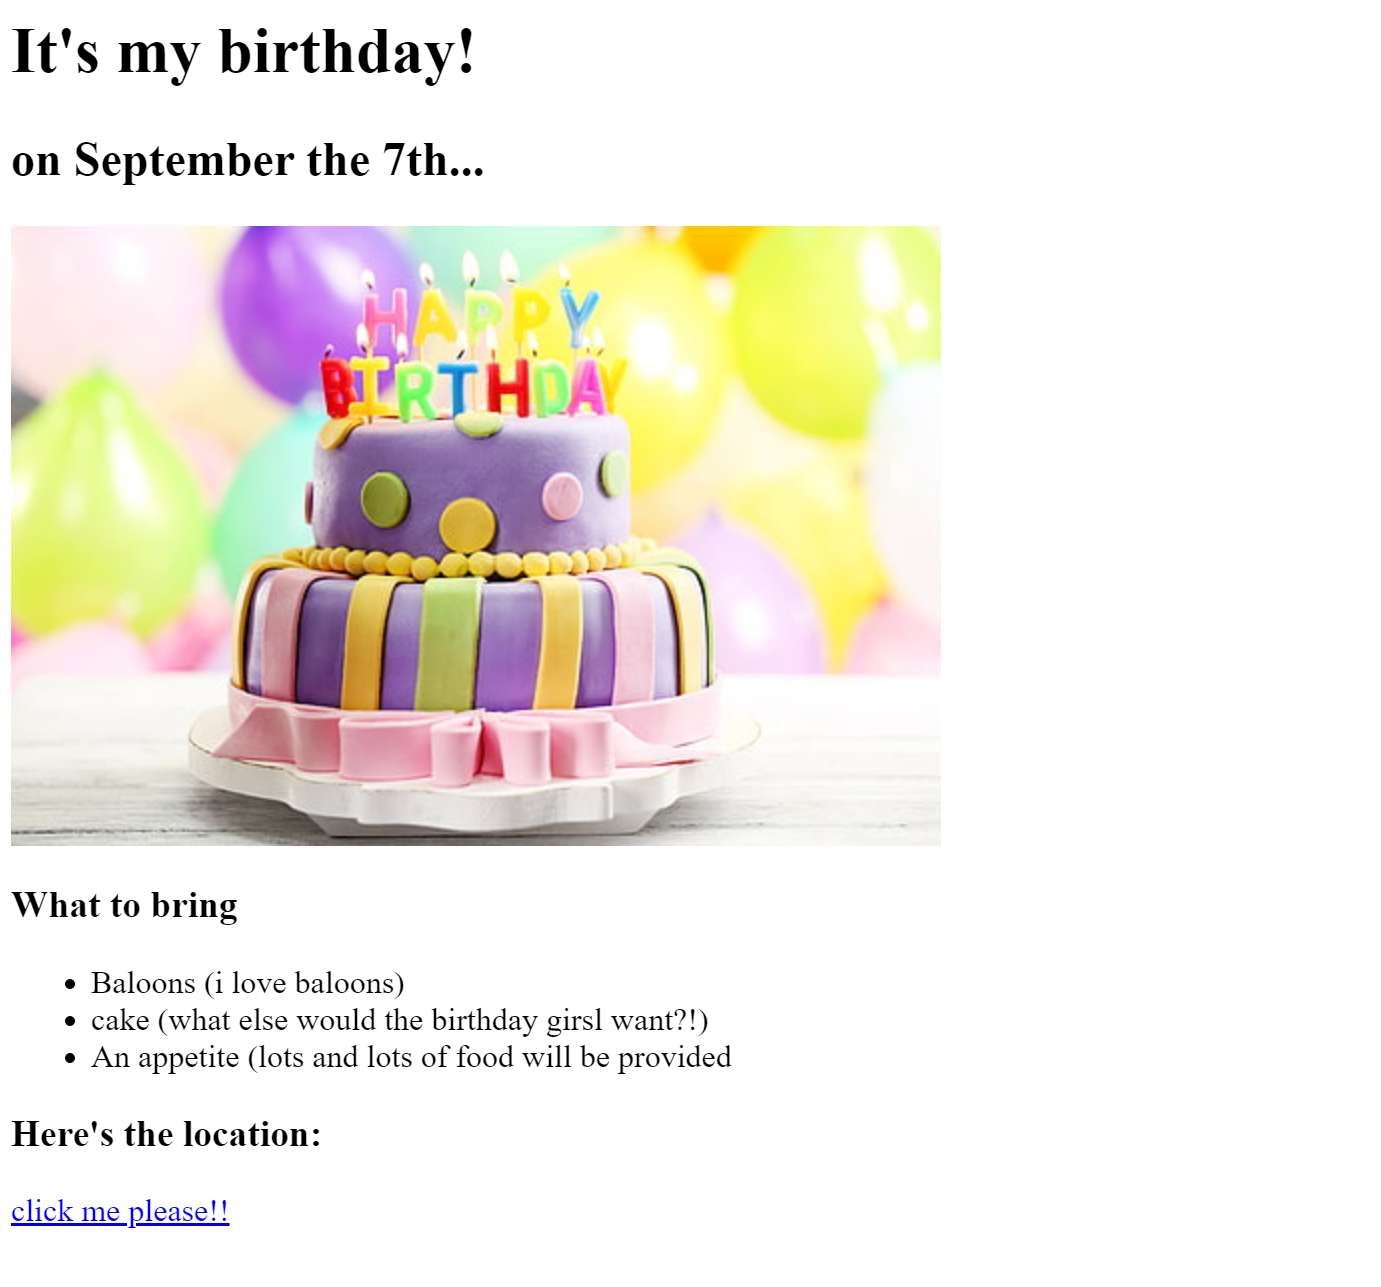 It's my birthday!
on September the 7th...
HAPPY
BIRTHDAY
What to bring
Baloons (i love baloons)
cake (what else would the birthday girsl want?!)
An appetite (lots and lots of food will be provided
Here's the location:
click me please!!